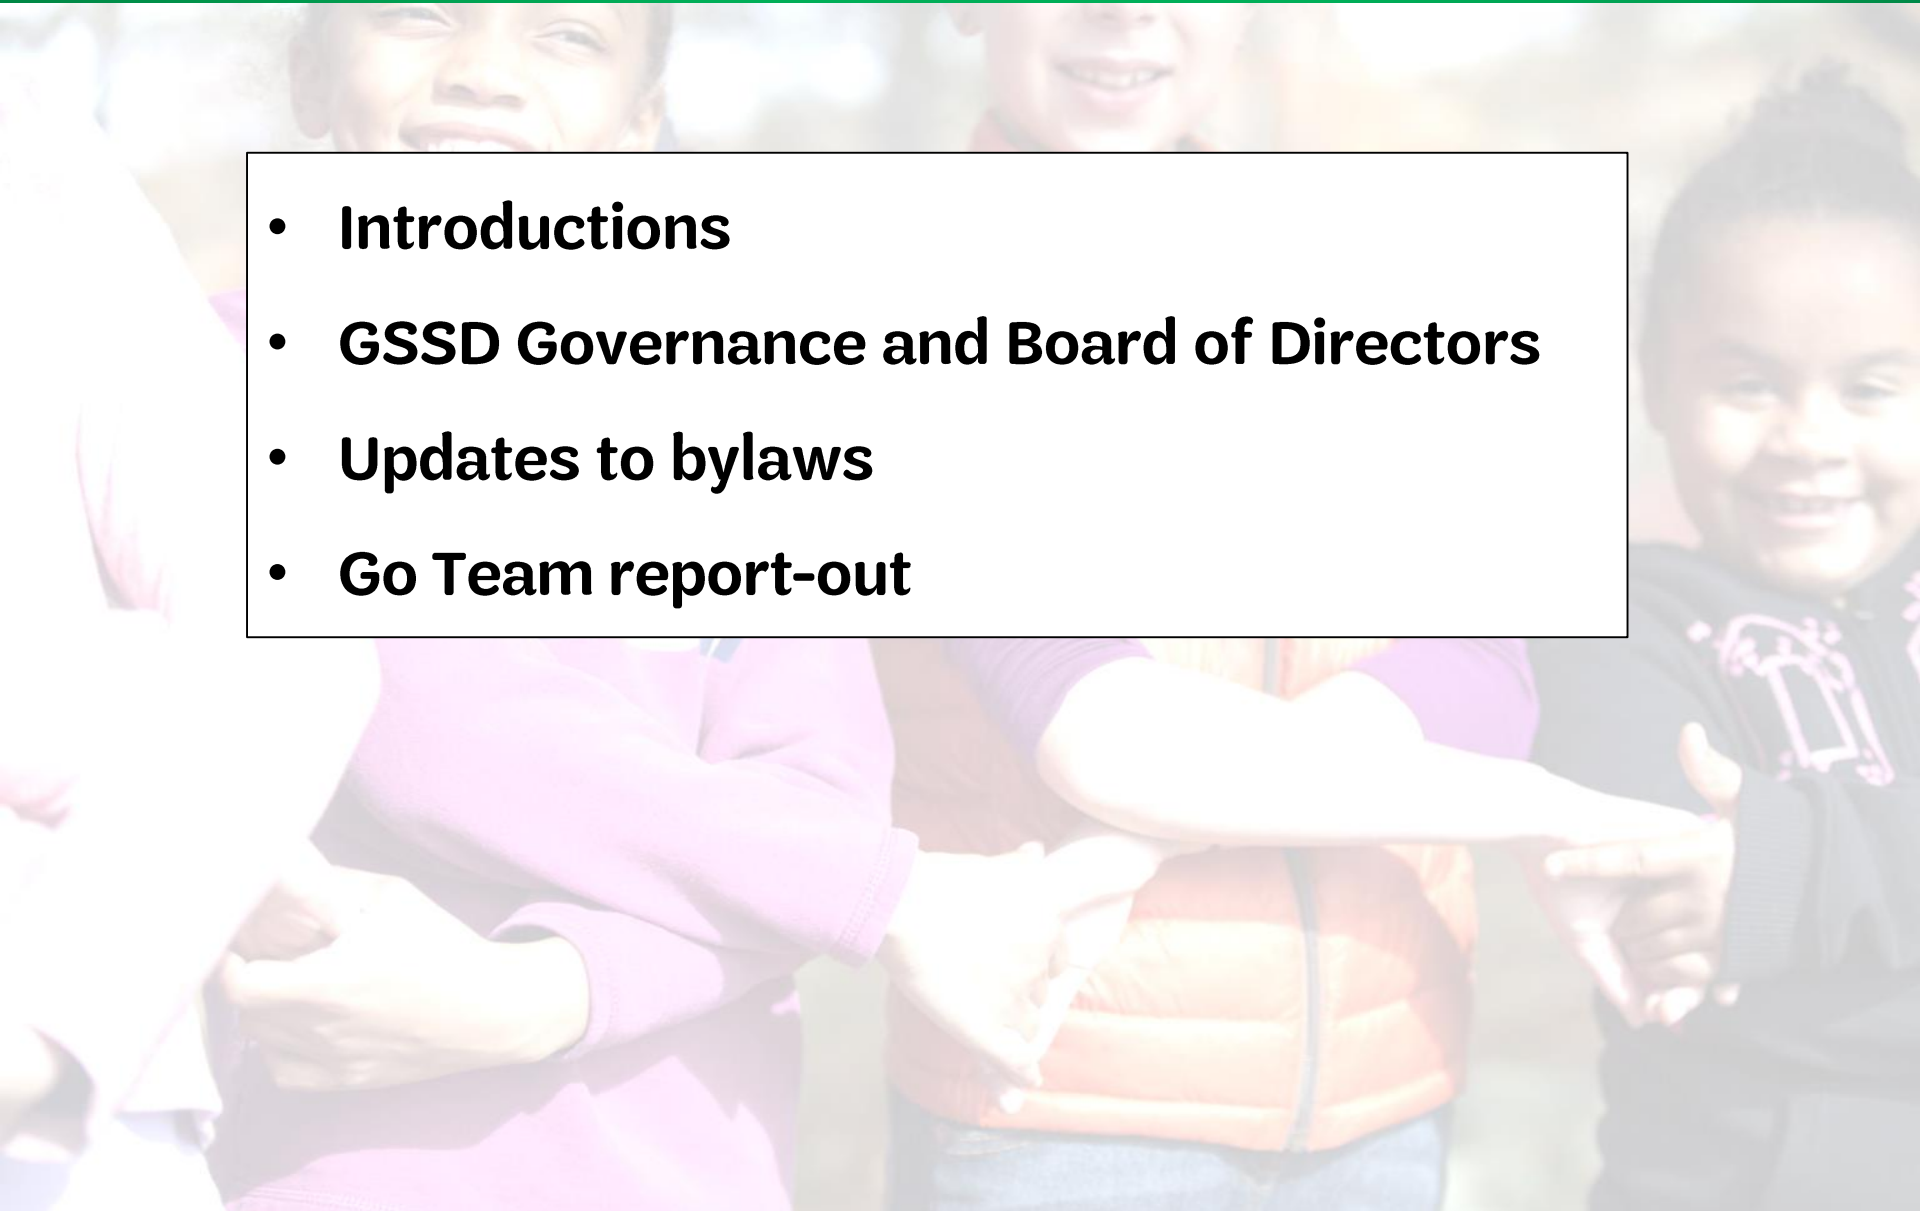 • Introductions
• GSSD Governance and Board of Directors
• Updates to bylaws
• Go Team report-out